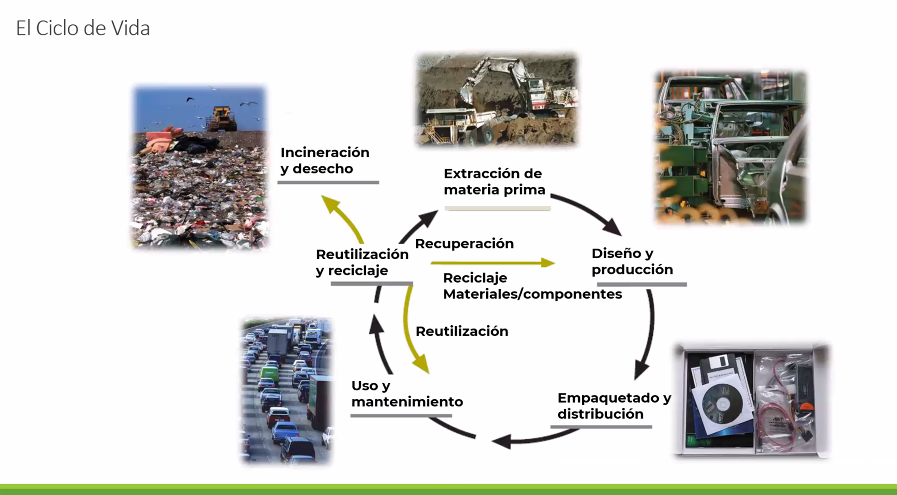 El Ciclo de Vida
Incineración
y desecho
Extracción de
materia prima
Reutilización
y reciclaje
Recuperación
Reciclaje
Materiales/componentes
Diseño y
producción
Reutilización
Uso y
mantenimiento
Empaquetado y
distribución